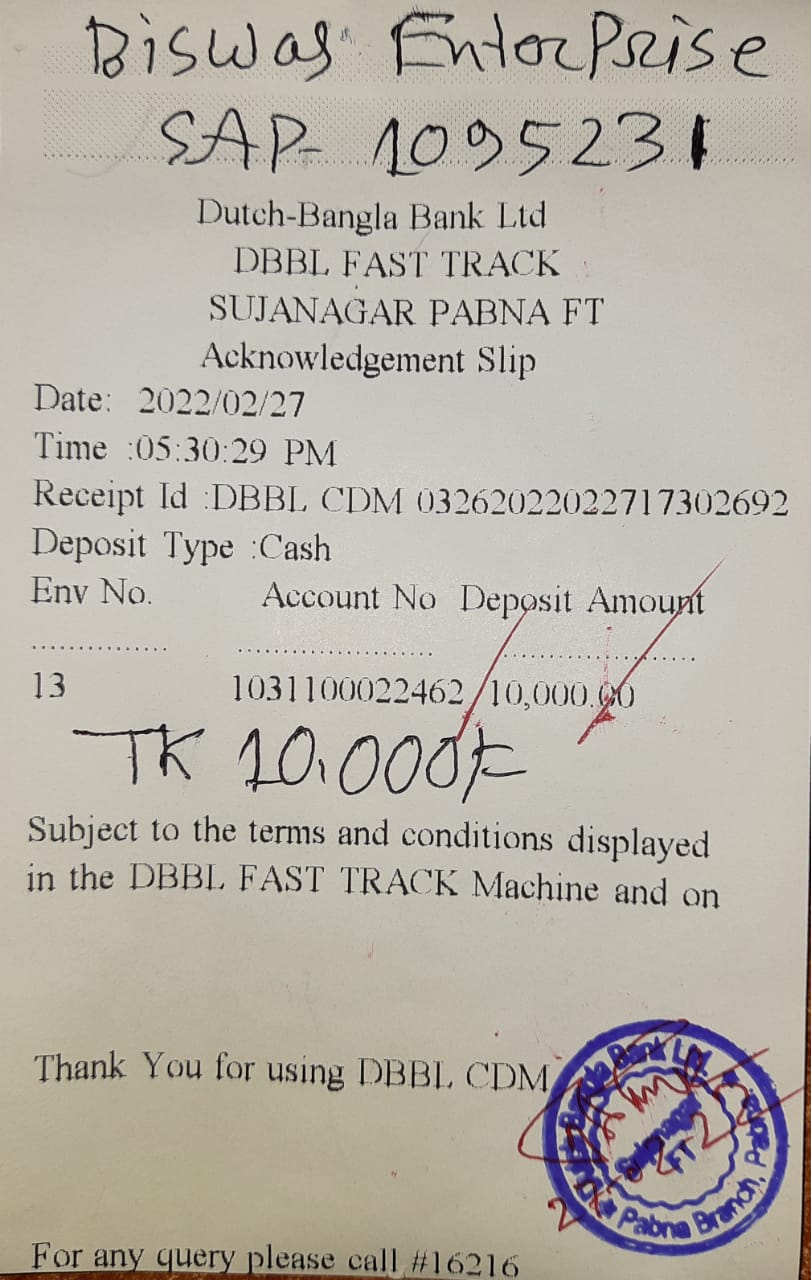 Biswas Enterprise
SAP- 1095231
Dutch-Bangla Bank Ltd
DBBL FAST TRACK
SUJANAGAR PABNA FT
Acknowledgement Slip
Date: 2022/02/27
Time :05:30:29 PM
Receipt Id :DBBL CDM 03262022022717302692
Deposit Type :Cash
Env No. Account No Deposit Amount
............... .................... ....................
13 1031100022462 10,000.00
TK 10,000/=
Subject to the terms and conditions displayed
in the DBBL FAST TRACK Machine and on
Thank You for using DBBL CDM
Dutch-Bangla Bank Ltd.
Sujanagar
FT
Pabna Branch, Pabna
For any query please call #16216